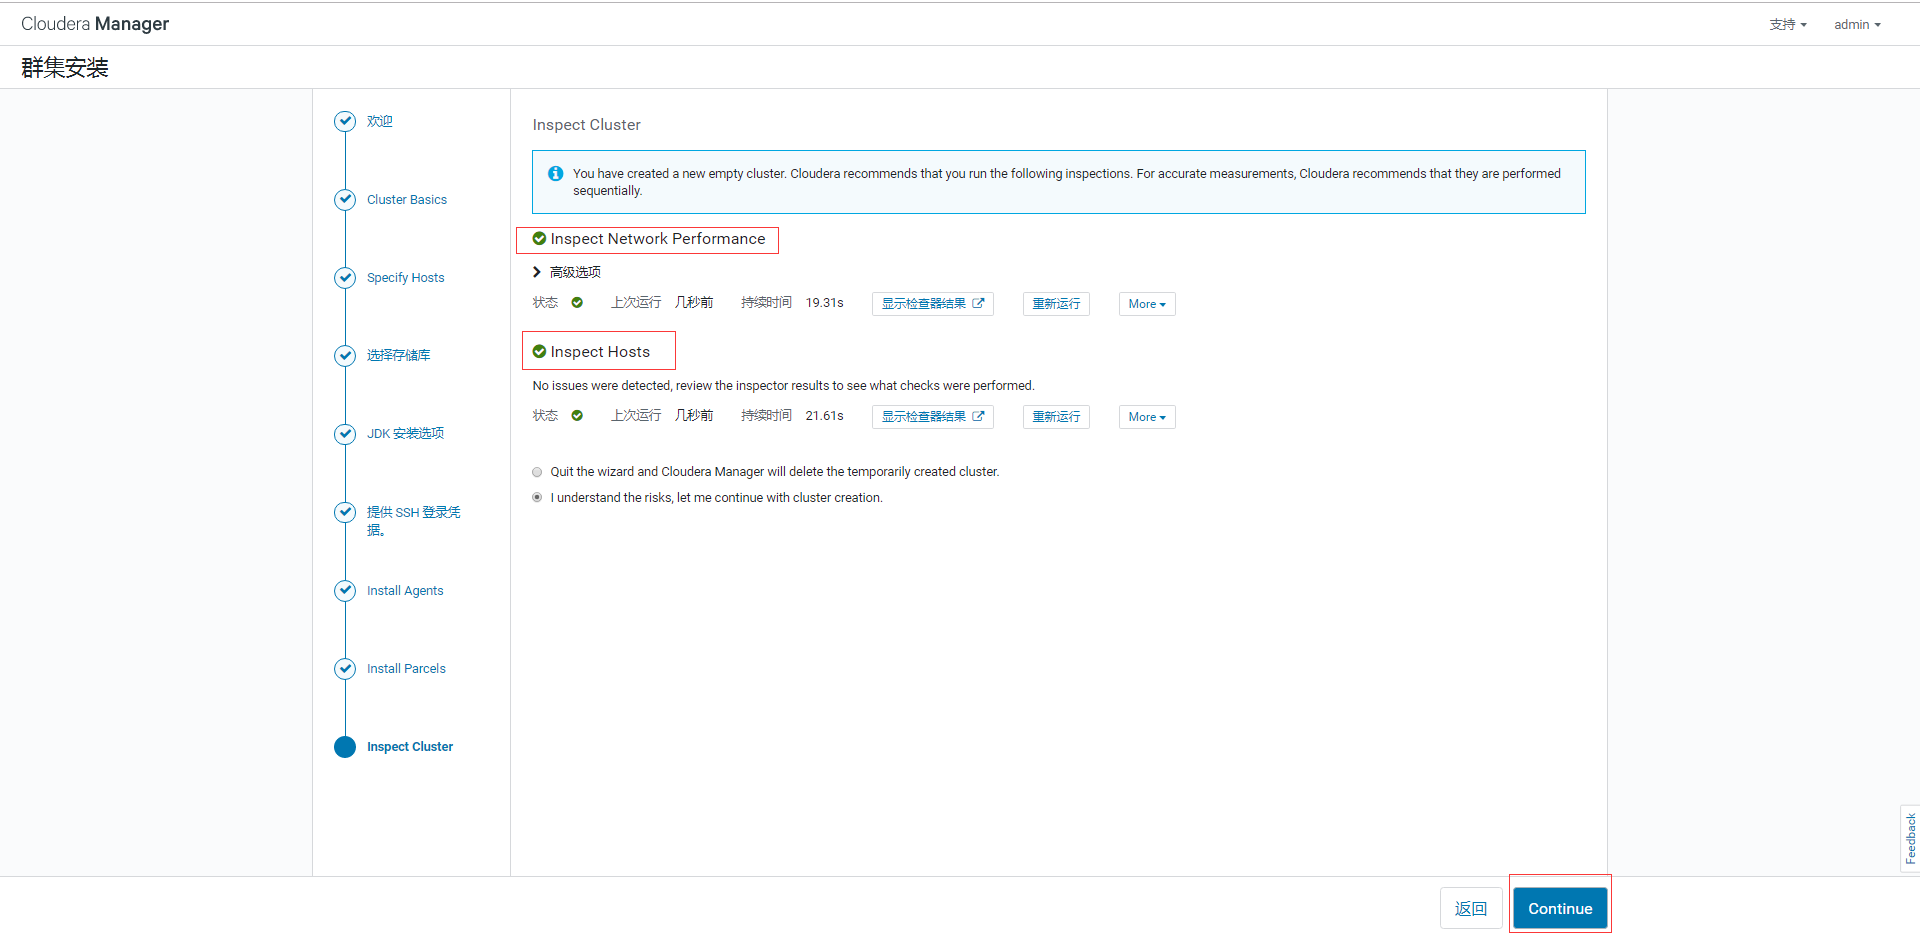 Cloudera Manager
支持 admin
群集安装
欢迎
Cluster Basics
Specify Hosts
选择存储库
JDK 安装选项
提供 SSH 登录凭
据。
Install Agents
Install Parcels
Inspect Cluster
Inspect Cluster
You have created a new empty cluster. Cloudera recommends that you run the following inspections. For accurate measurements, Cloudera recommends that they are performed
sequentially.
Inspect Network Performance
高级选项
状态 上次运行 几秒前 持续时间 19.31s 显示检查器结果 重新运行 More
Inspect Hosts
No issues were detected, review the inspector results to see what checks were performed.
状态 上次运行 几秒前 持续时间 21.61s 显示检查器结果 重新运行 More
Quit the wizard and Cloudera Manager will delete the temporarily created cluster.
I understand the risks, let me continue with cluster creation.
Feedback
返回 Continue